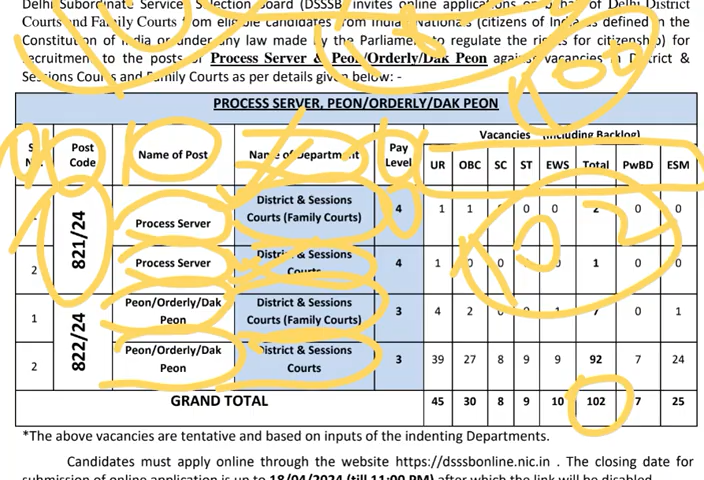 Delhi Subordinate Services Selection Board (DSSSB) invites online applications on behalf of Delhi District
Courts and Family Courts from eligible candidates from Indian Nationals (citizens of India as defined in the
Constitution of India or under any law made by the Parliament to regulate the rights for citizenship) for
recruitment to the posts of Process Server & Peon/Orderly/Dak Peon against vacancies in District &
Sessions Courts and Family Courts as per details given below: -
PROCESS SERVER, PEON/ORDERLY/DAK PEON
S. N. Post Code Name of Post Name of Department Pay Level Vacancies (Including Backlog)
UR OBC SC ST EWS Total PwBD ESM
1 821/24 Process Server District & Sessions Courts (Family Courts) 4 1 1 0 0 0 2 0 0
2 Process Server District & Sessions Courts 4 1 0 0 0 0 1 0 0
1 822/24 Peon/Orderly/Dak Peon District & Sessions Courts (Family Courts) 3 4 2 0 0 1 7 0 1
2 Peon/Orderly/Dak Peon District & Sessions Courts 3 39 27 8 9 9 92 7 24
GRAND TOTAL 45 30 8 9 10 102 7 25
*The above vacancies are tentative and based on inputs of the indenting Departments.
Candidates must apply online through the website https://dsssbonline.nic.in . The closing date for
submission of online application is up to 18/04/2024 (till 11:00 PM) after which the link will be disabled.
102